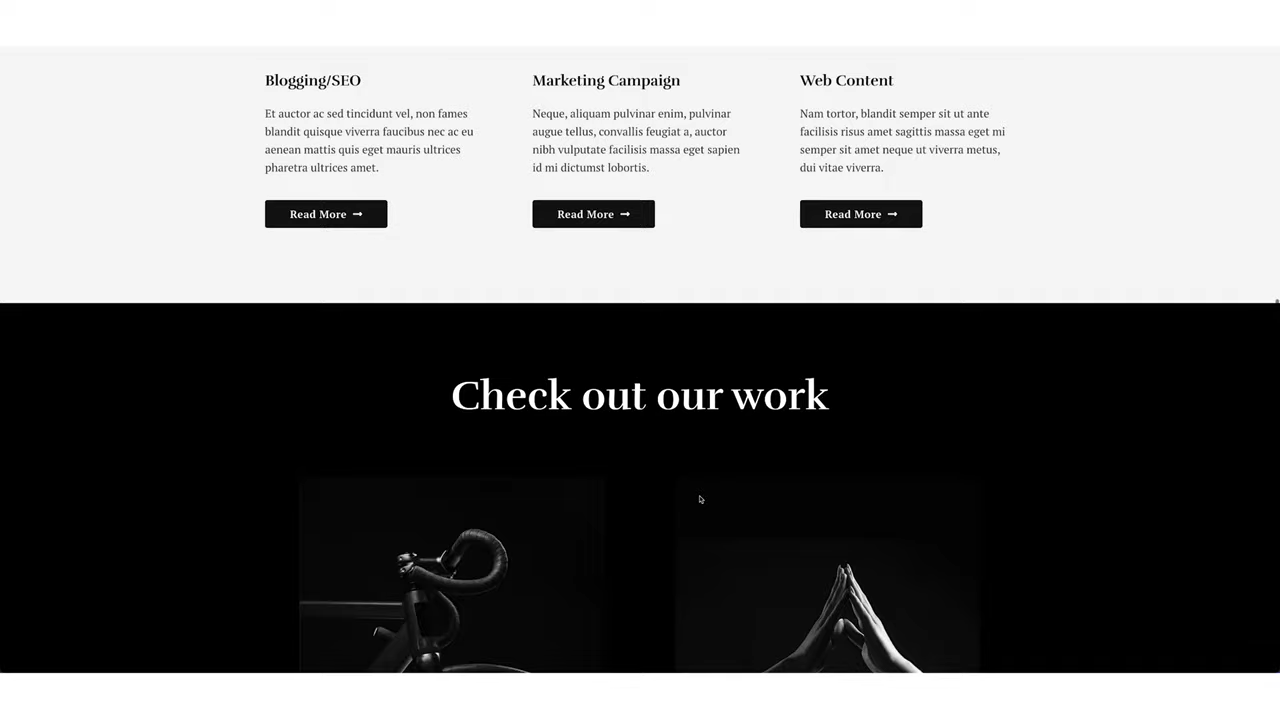 Blogging/SEO
Et auctor ac sed tincidunt vel, non fames
blandit quisque viverra faucibus nec ac eu
aenean mattis quis eget mauris ultrices
pharetra ultrices amet.
Read More
Marketing Campaign
Neque, aliquam pulvinar enim, pulvinar
augue tellus, convallis feugiat a, auctor
nibh vulputate facilisis massa eget sapien
id mi dictumst lobortis.
Read More
Web Content
Nam tortor, blandit semper sit ut ante
facilisis risus amet sagittis massa eget mi
semper sit amet neque ut viverra metus,
dui vitae viverra.
Read More
Check out our work